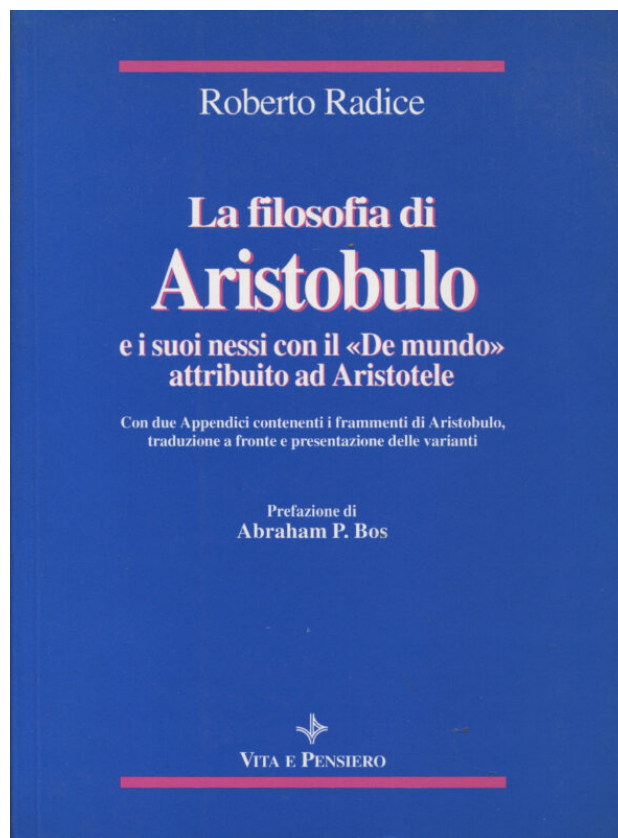 Roberto Radice
La filosofia di
Aristobulo
e i suoi nessi con il «De mundo»
attribuito ad Aristotele
Con due Appendici contenenti i frammenti di Aristobulo,
traduzione a fronte e presentazione delle varianti
Prefazione di
Abraham P. Bos
VITA E PENSIERO